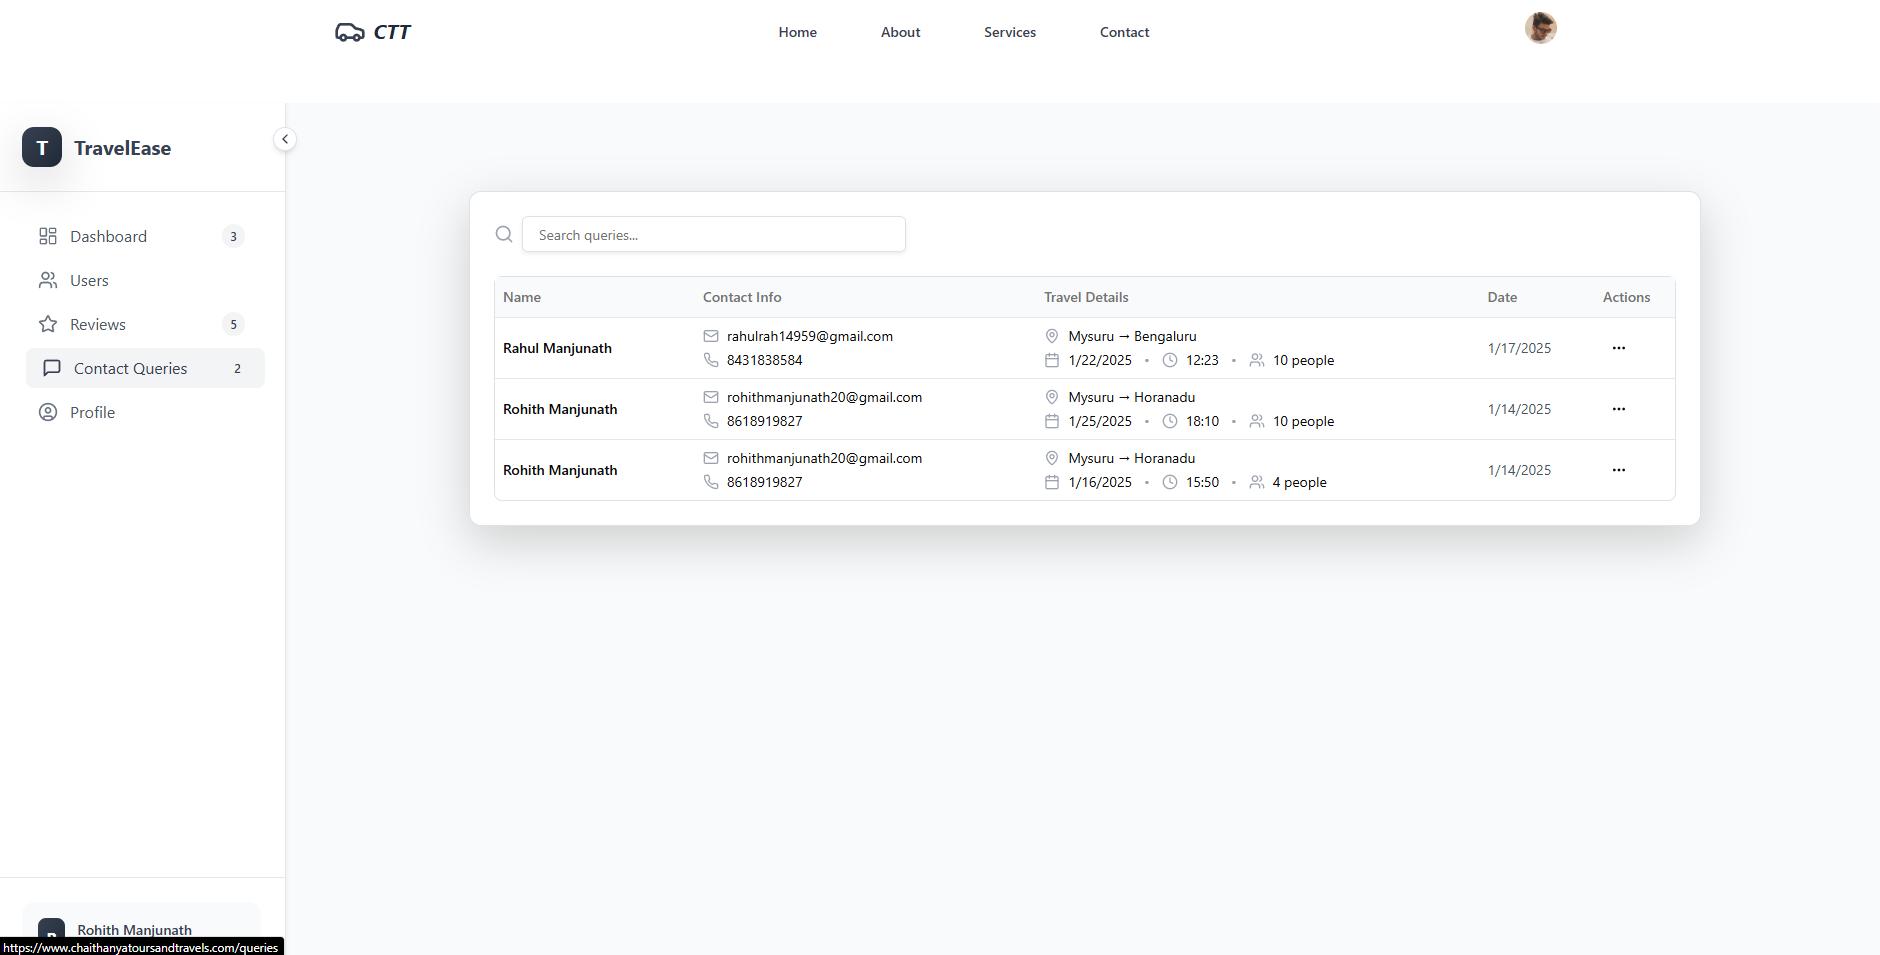 CTT
Home About Services Contact
T TravelEase
Dashboard 3
Users
Reviews 5
Contact Queries 2
Profile
Search queries...
Name Contact Info Travel Details Date Actions
Rahul Manjunath
rahulrah14959@gmail.com
8431838584
Mysuru → Bengaluru
1/22/2025 • 12:23 • 10 people
1/17/2025
Rohith Manjunath
rohithmanjunath20@gmail.com
8618919827
Mysuru → Horanadu
1/25/2025 • 18:10 • 10 people
1/14/2025
Rohith Manjunath
rohithmanjunath20@gmail.com
8618919827
Mysuru → Horanadu
1/16/2025 • 15:50 • 4 people
1/14/2025
Rohith Manjunath
https://www.chaithanyatoursandtravels.com/queries